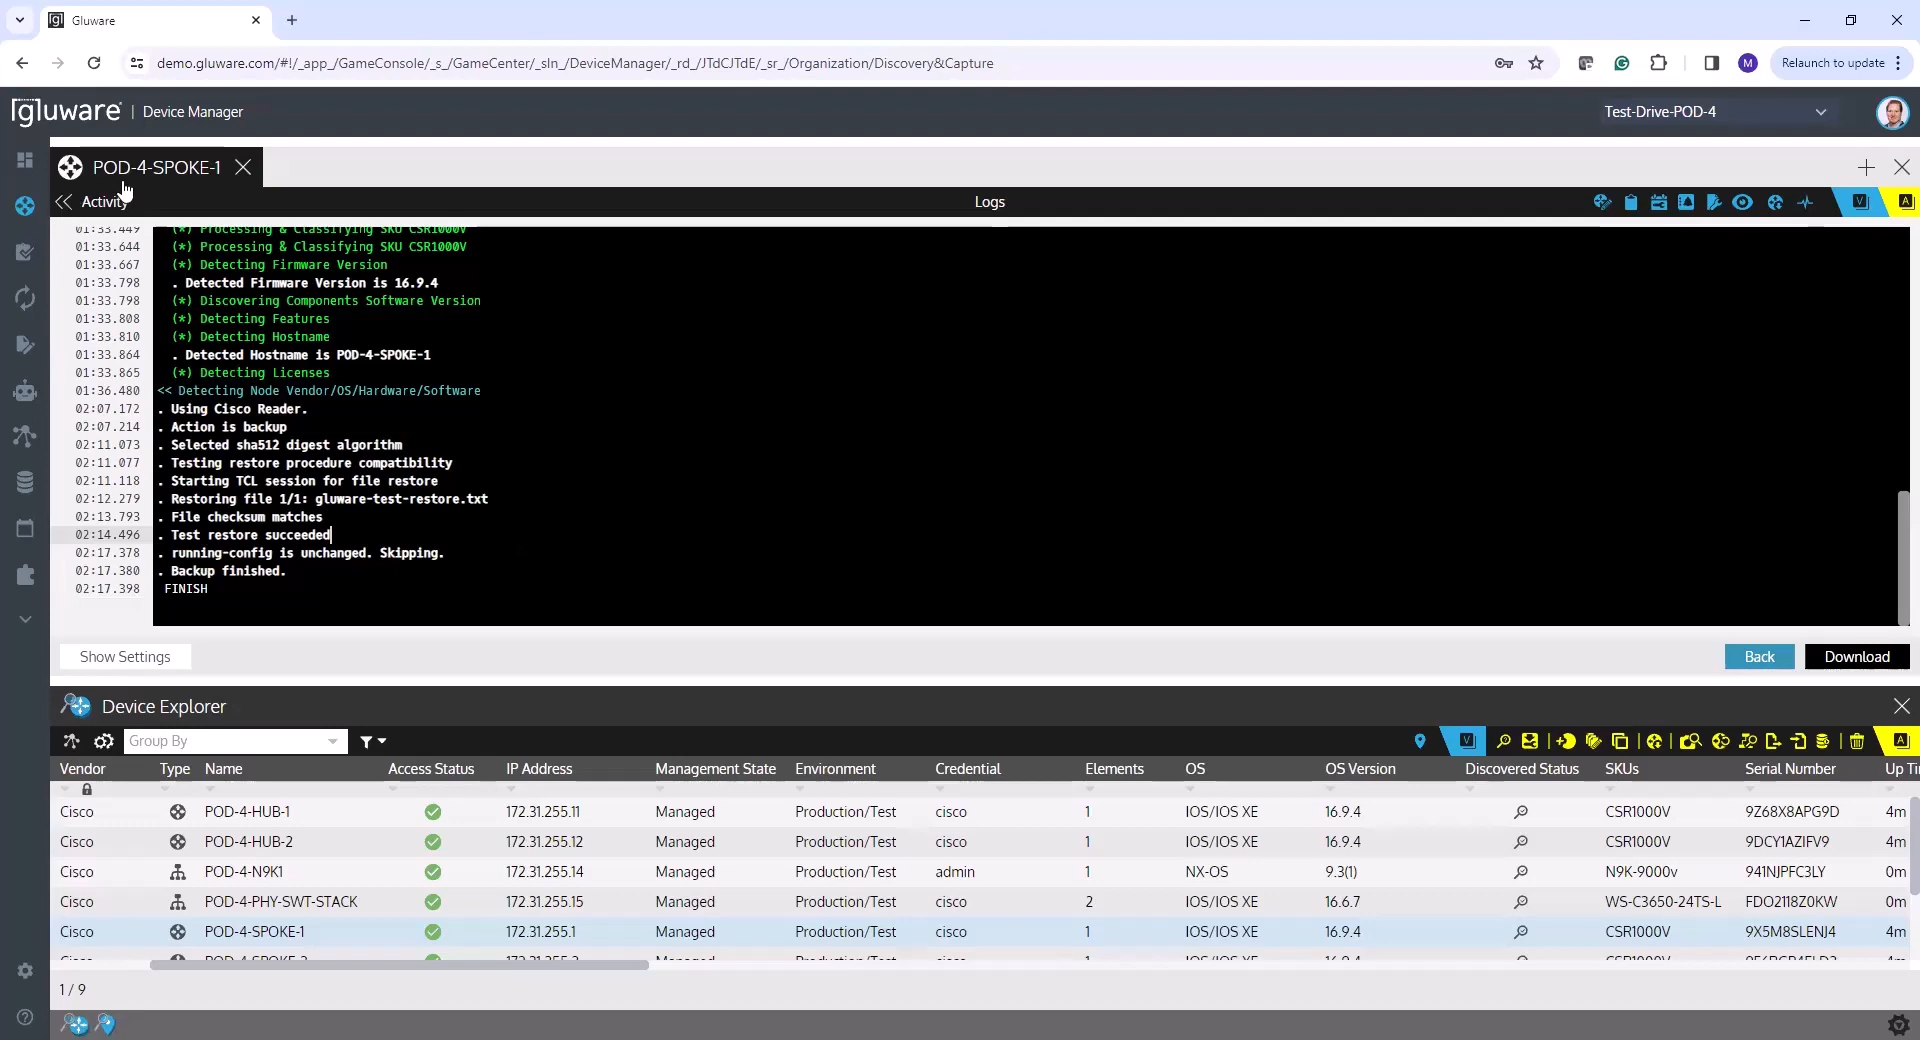 Gluware
demo.gluware.com/#!/_app_/GameConsole/_s_/GameCenter/_sln_/DeviceManager/_rd_/JTdCJTdE/_sr_/Organization/Discovery&Capture
M
Relaunch to update
[gluware | Device Manager
Test-Drive-POD-4
POD-4-SPOKE-1
Activity
Logs
V
A
01:33.449 (*) Processing & Classifying SKU CSR1000V
01:33.644 (*) Processing & Classifying SKU CSR1000V
01:33.667 (*) Detecting Firmware Version
01:33.798 . Detected Firmware Version is 16.9.4
01:33.798 (*) Discovering Components Software Version
01:33.808 (*) Detecting Features
01:33.810 (*) Detecting Hostname
01:33.864 . Detected Hostname is POD-4-SPOKE-1
01:33.865 (*) Detecting Licenses
01:36.480 << Detecting Node Vendor/OS/Hardware/Software
02:07.172 . Using Cisco Reader.
02:07.214 . Action is backup
02:11.073 . Selected sha512 digest algorithm
02:11.077 . Testing restore procedure compatibility
02:11.118 . Starting TCL session for file restore
02:12.279 . Restoring file 1/1: gluware-test-restore.txt
02:13.793 . File checksum matches
02:14.496 . Test restore succeeded
02:17.378 . running-config is unchanged. Skipping.
02:17.380 . Backup finished.
02:17.398 FINISH
Show Settings
Back
Download
Device Explorer
Group By
V
A
Vendor Type Name Access Status IP Address Management State Environment Credential Elements OS OS Version Discovered Status SKUs Serial Number Up Ti
Cisco POD-4-HUB-1 172.31.255.11 Managed Production/Test cisco 1 IOS/IOS XE 16.9.4 CSR1000V 9Z68X8APG9D 4m
Cisco POD-4-HUB-2 172.31.255.12 Managed Production/Test cisco 1 IOS/IOS XE 16.9.4 CSR1000V 9DCY1AZIFV9 4m
Cisco POD-4-N9K1 172.31.255.14 Managed Production/Test admin 1 NX-OS 9.3(1) N9K-9000v 941NJPFC3LY 0m
Cisco POD-4-PHY-SWT-STACK 172.31.255.15 Managed Production/Test cisco 2 IOS/IOS XE 16.6.7 WS-C3650-24TS-L FDO2118Z0KW 0m
Cisco POD-4-SPOKE-1 172.31.255.1 Managed Production/Test cisco 1 IOS/IOS XE 16.9.4 CSR1000V 9X5M8SLENJ4 4m
1 / 9